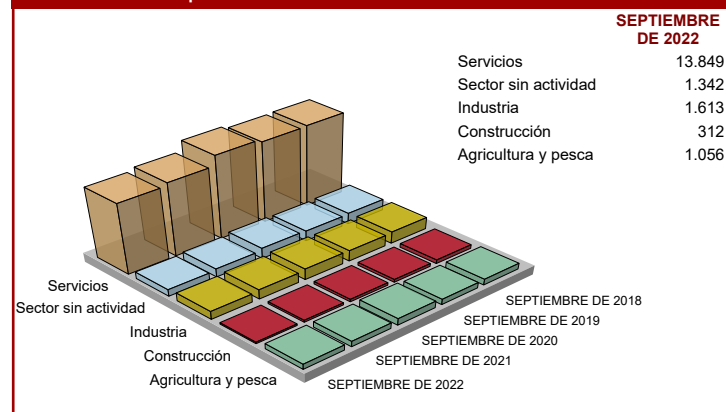 SEPTIEMBRE
DE 2022
Servicios 13.849
Sector sin actividad 1.342
Industria 1.613
Construcción 312
Agricultura y pesca 1.056
Servicios
Sector sin actividad
Industria
Construcción
Agricultura y pesca
SEPTIEMBRE DE 2018
SEPTIEMBRE DE 2019
SEPTIEMBRE DE 2020
SEPTIEMBRE DE 2021
SEPTIEMBRE DE 2022